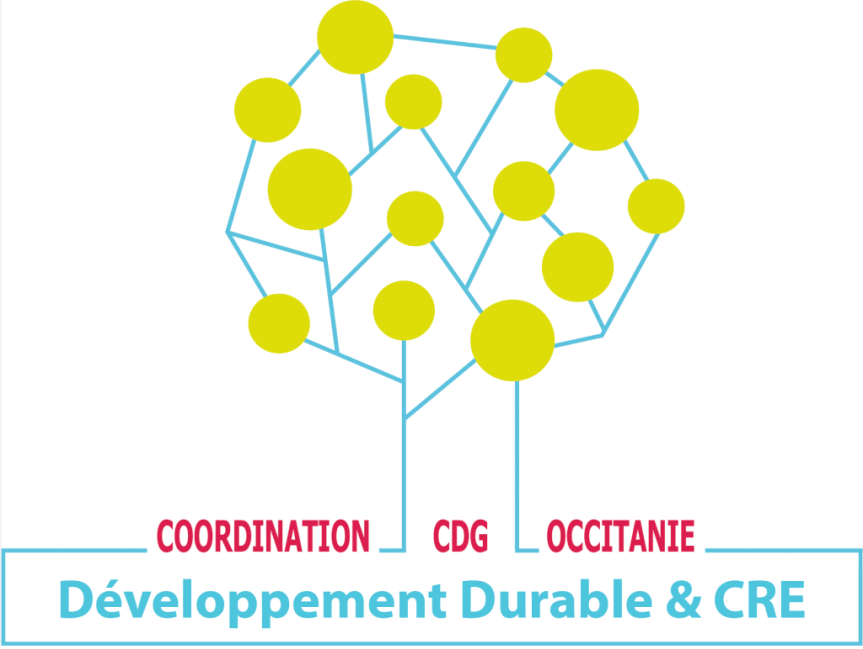 COORDINATION CDG OCCITANIE
Développement Durable & CRE